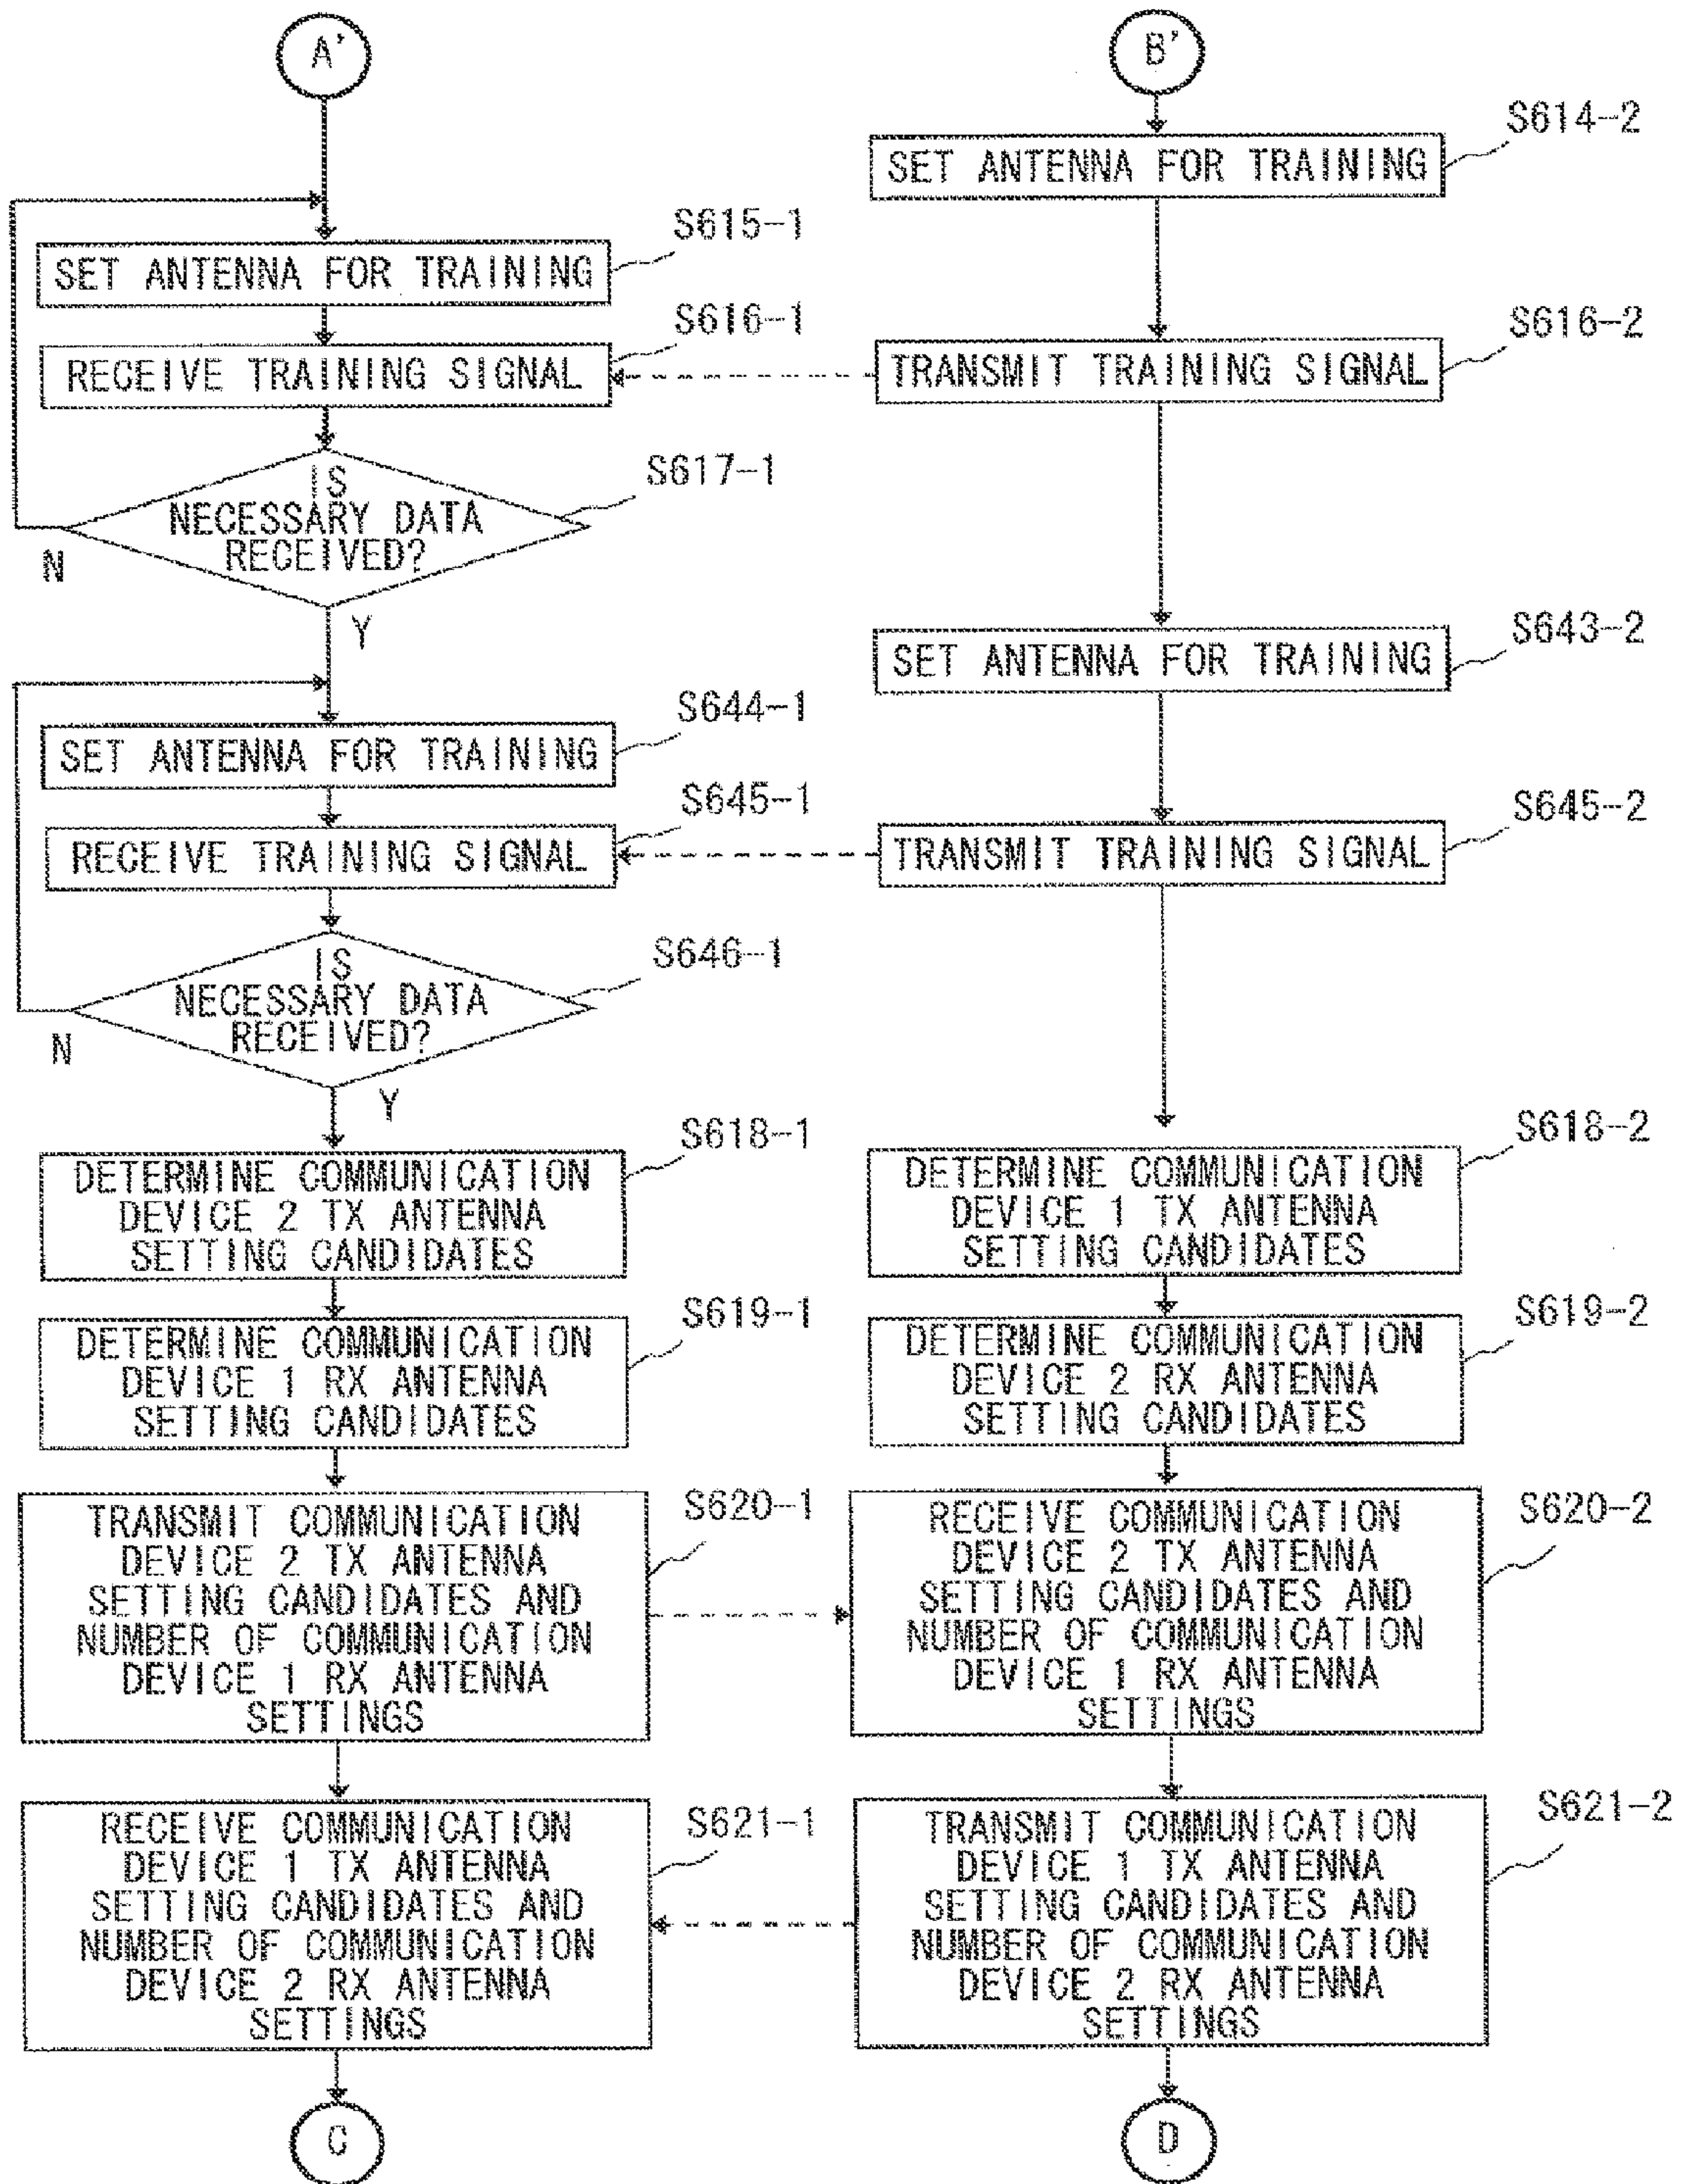 A'
B'
S614-2
SET ANTENNA FOR TRAINING
S615-1
SET ANTENNA FOR TRAINING
S616-1
RECEIVE TRAINING SIGNAL
S616-2
TRANSMIT TRAINING SIGNAL
S617-1
IS
NECESSARY DATA
RECEIVED?
N
Y
S643-2
SET ANTENNA FOR TRAINING
S644-1
SET ANTENNA FOR TRAINING
S645-1
RECEIVE TRAINING SIGNAL
S645-2
TRANSMIT TRAINING SIGNAL
S646-1
IS
NECESSARY DATA
RECEIVED?
N
Y
S618-1
DETERMINE COMMUNICATION
DEVICE 2 TX ANTENNA
SETTING CANDIDATES
S618-2
DETERMINE COMMUNICATION
DEVICE 1 TX ANTENNA
SETTING CANDIDATES
S619-1
DETERMINE COMMUNICATION
DEVICE 1 RX ANTENNA
SETTING CANDIDATES
S619-2
DETERMINE COMMUNICATION
DEVICE 2 RX ANTENNA
SETTING CANDIDATES
S620-1
TRANSMIT COMMUNICATION
DEVICE 2 TX ANTENNA
SETTING CANDIDATES AND
NUMBER OF COMMUNICATION
DEVICE 1 RX ANTENNA
SETTINGS
S620-2
RECEIVE COMMUNICATION
DEVICE 2 TX ANTENNA
SETTING CANDIDATES AND
NUMBER OF COMMUNICATION
DEVICE 1 RX ANTENNA
SETTINGS
S621-1
RECEIVE COMMUNICATION
DEVICE 1 TX ANTENNA
SETTING CANDIDATES AND
NUMBER OF COMMUNICATION
DEVICE 2 RX ANTENNA
SETTINGS
S621-2
TRANSMIT COMMUNICATION
DEVICE 1 TX ANTENNA
SETTING CANDIDATES AND
NUMBER OF COMMUNICATION
DEVICE 2 RX ANTENNA
SETTINGS
C
D